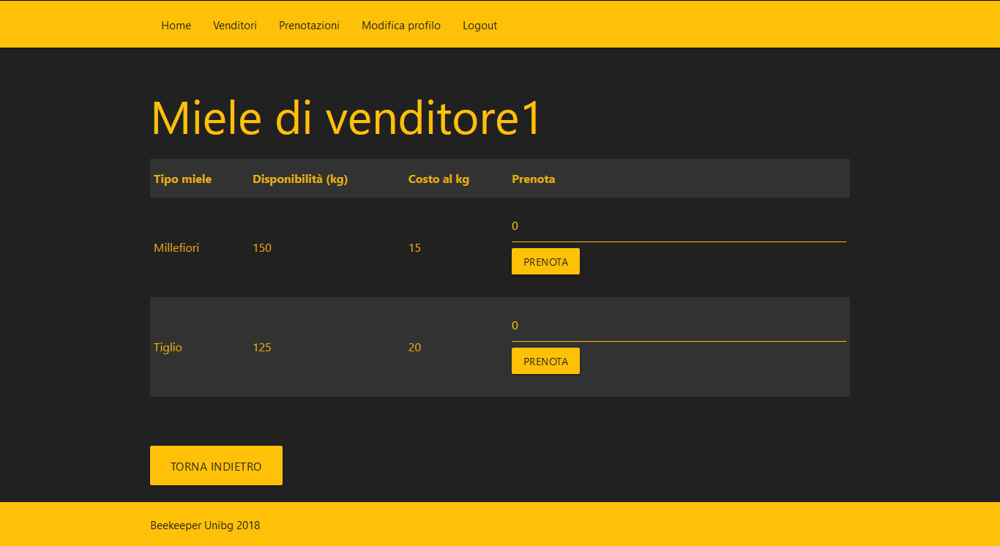 Home Venditori Prenotazioni Modifica profilo Logout
Miele di venditore1
Tipo miele Disponibilità (kg) Costo al kg Prenota
0
Millefiori 150 15
PRENOTA
0
Tiglio 125 20
PRENOTA
TORNA INDIETRO
Beekeeper Unibg 2018